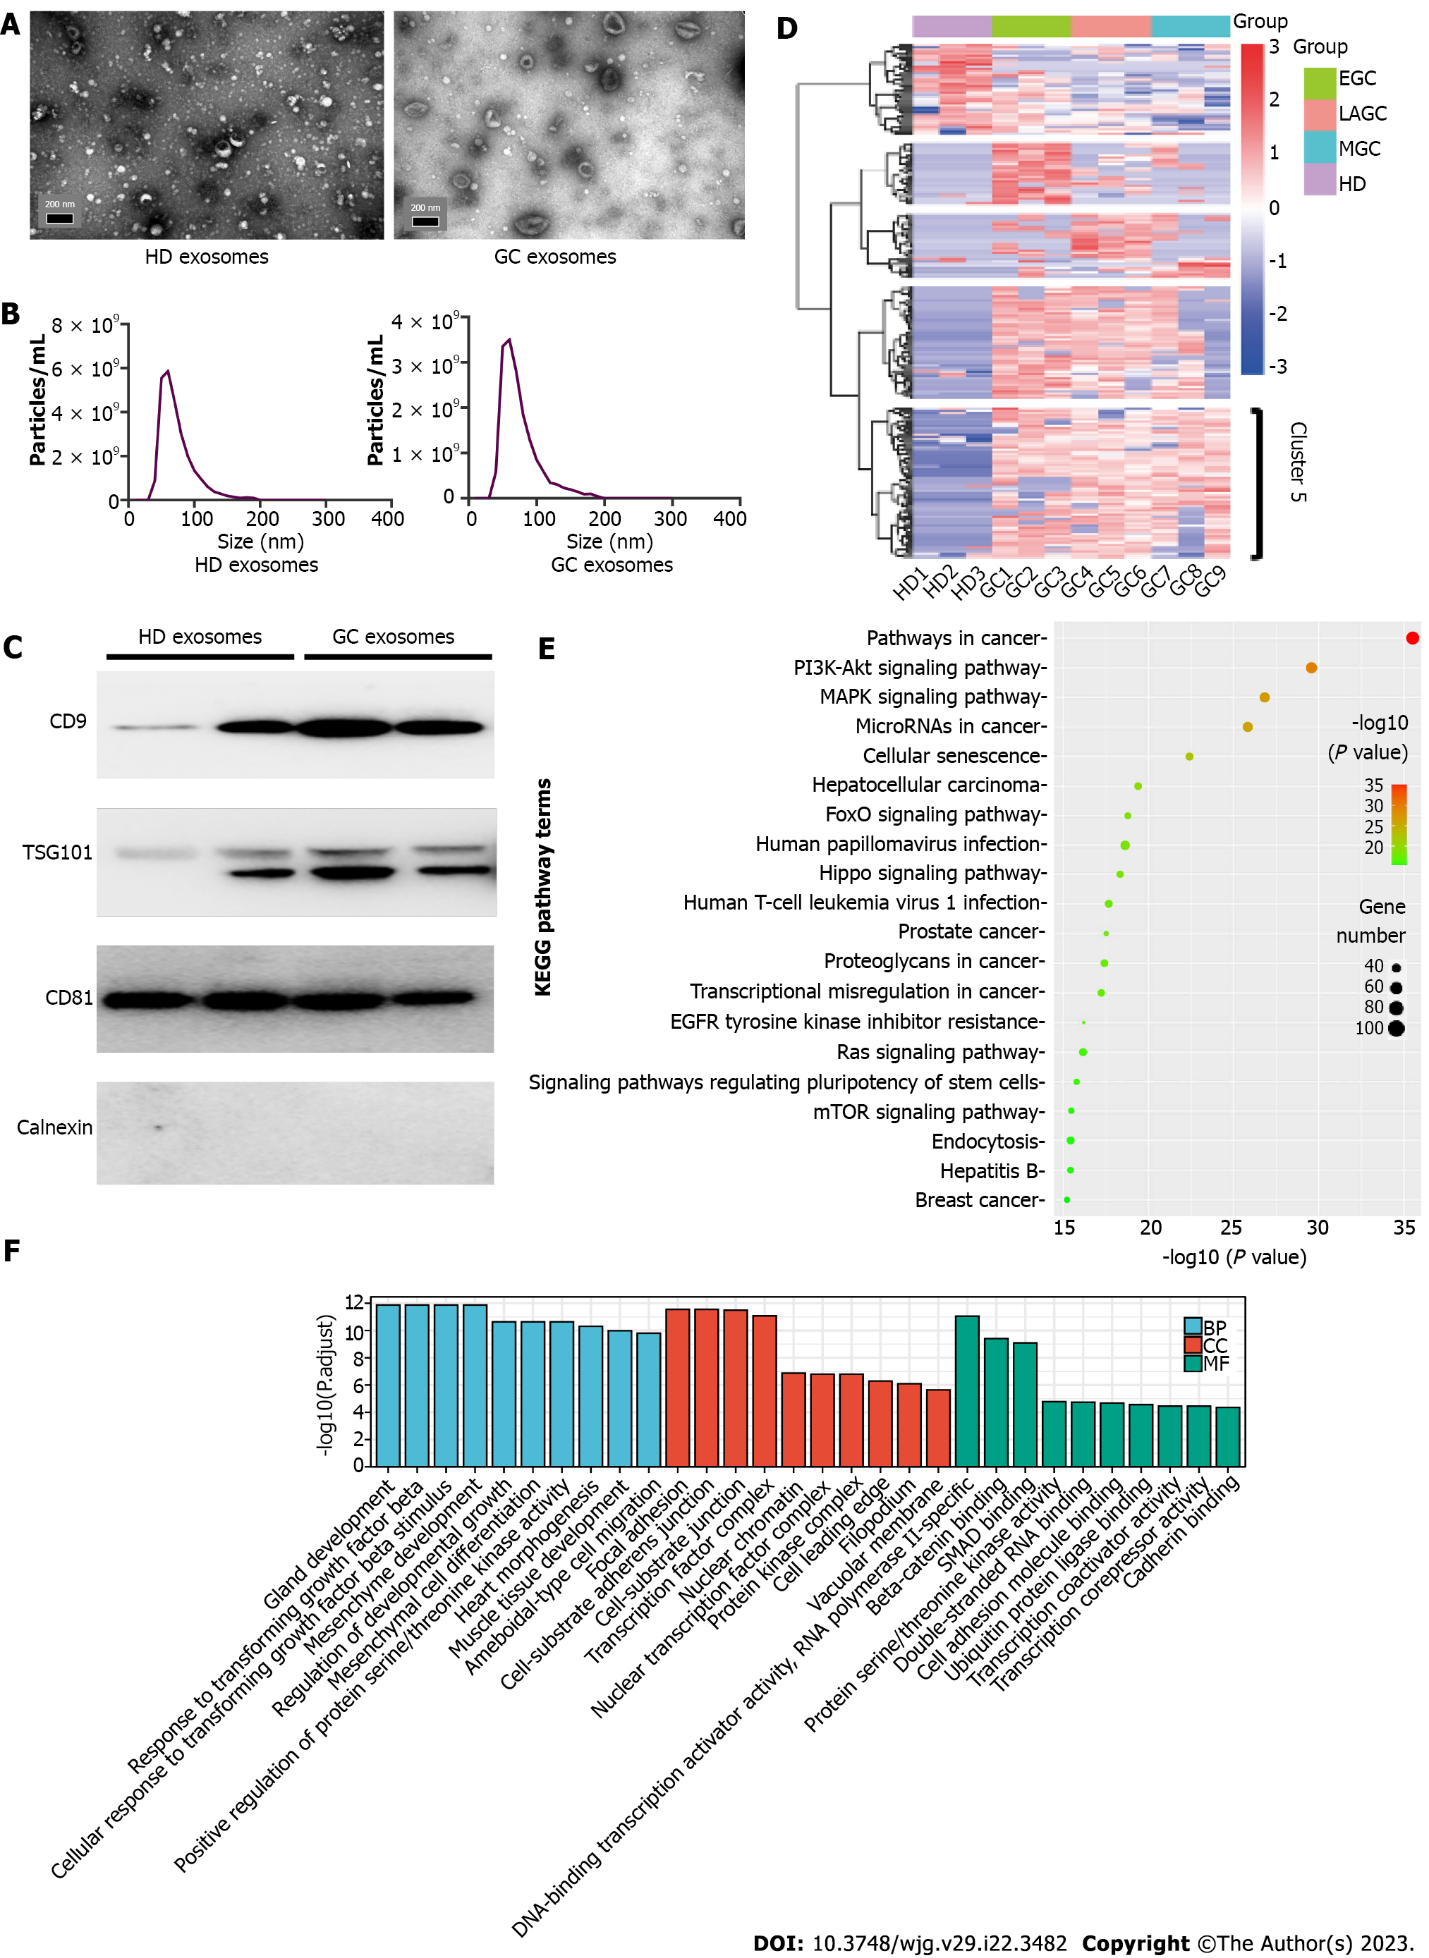 A
200 nm
HD exosomes
200 nm
GC exosomes
B
Particles/mL
8 × 10⁹
6 × 10⁹
4 × 10⁹
2 × 10⁹
0
0 100 200 300 400
Size (nm)
HD exosomes
Particles/mL
4 × 10⁹
3 × 10⁹
2 × 10⁹
1 × 10⁹
0
0 100 200 300 400
Size (nm)
GC exosomes
C
HD exosomes GC exosomes
CD9
TSG101
CD81
Calnexin
D
Group
3
2
1
0
-1
-2
-3
Group
EGC
LAGC
MGC
HD
Cluster 5
HD1 HD2 HD3 GC1 GC2 GC3 GC4 GC5 GC6 GC7 GC8 GC9
E
KEGG pathway terms
Pathways in cancer-
PI3K-Akt signaling pathway-
MAPK signaling pathway-
MicroRNAs in cancer-
Cellular senescence-
Hepatocellular carcinoma-
FoxO signaling pathway-
Human papillomavirus infection-
Hippo signaling pathway-
Human T-cell leukemia virus 1 infection-
Prostate cancer-
Proteoglycans in cancer-
Transcriptional misregulation in cancer-
EGFR tyrosine kinase inhibitor resistance-
Ras signaling pathway-
Signaling pathways regulating pluripotency of stem cells-
mTOR signaling pathway-
Endocytosis-
Hepatitis B-
Breast cancer-
15 20 25 30 35
-log10 (P value)
-log10
(P value)
35
30
25
20
Gene
number
40
60
80
100
F
-log10(P.adjust)
12
10
8
6
4
2
0
BP
CC
MF
Gland development
Response to transforming growth factor beta
Cellular response to transforming growth factor beta stimulus
Mesenchyme development
Regulation of developmental growth
Mesenchymal cell differentiation
Positive regulation of protein serine/threonine kinase activity
Heart morphogenesis
Muscle tissue development
Ameboidal-type cell migration
Focal adhesion
Cell-substrate adherens junction
Cell-substrate junction
Transcription factor complex
Nuclear chromatin
Nuclear transcription factor complex
Protein kinase complex
Cell leading edge
Filopodium
Vacuolar membrane
DNA-binding transcription activator activity, RNA polymerase II-specific
Beta-catenin binding
SMAD binding
Protein serine/threonine kinase activity
Double-stranded RNA binding
Cell adhesion molecule binding
Ubiquitin protein ligase binding
Transcription coactivator activity
Transcription corepressor activity
Cadherin binding
DOI: 10.3748/wjg.v29.i22.3482 Copyright ©The Author(s) 2023.